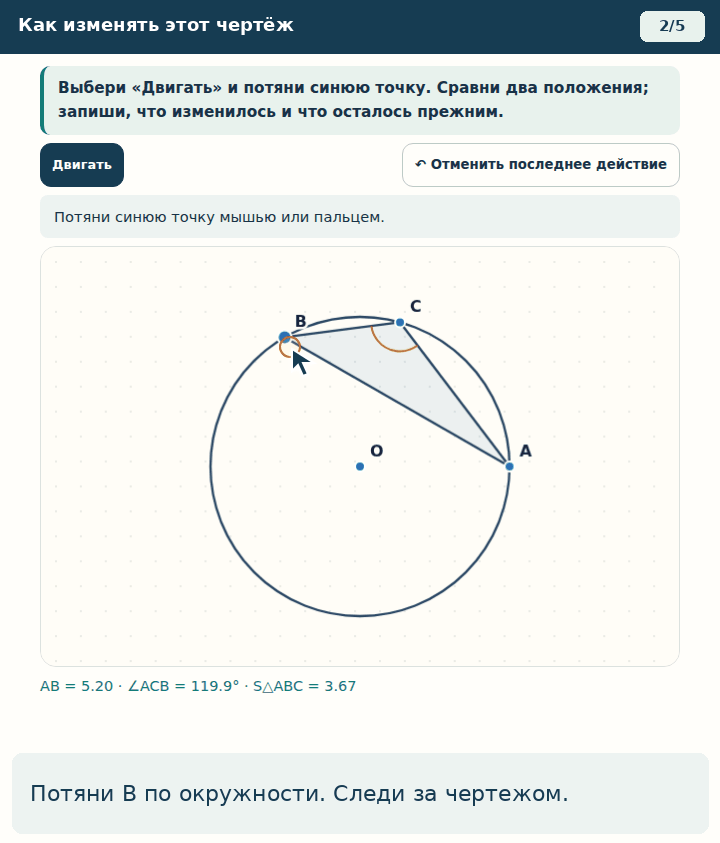 Как изменять этот чертёж
2/5
Выбери «Двигать» и потяни синюю точку. Сравни два положения;
запиши, что изменилось и что осталось прежним.
Двигать
↶ Отменить последнее действие
Потяни синюю точку мышью или пальцем.
C
B
O
A
AB = 5.20 · ∠ACB = 119.9° · S△ABC = 3.67
Потяни B по окружности. Следи за чертежом.